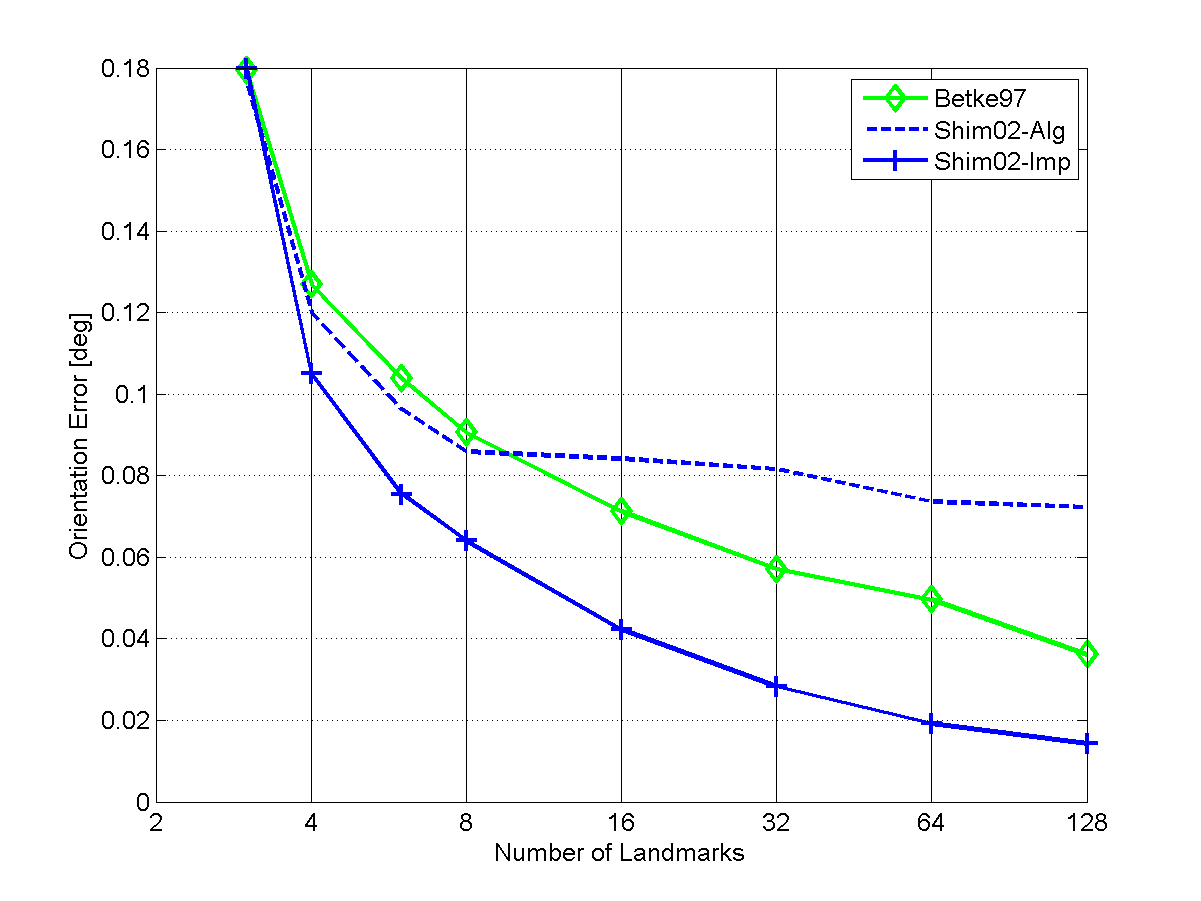 0.18
0.16
0.14
0.12
0.1
0.08
0.06
0.04
0.02
0
Orientation Error [deg]
Betke97
Shim02-Alg
Shim02-Imp
2 4 8 16 32 64 128
Number of Landmarks